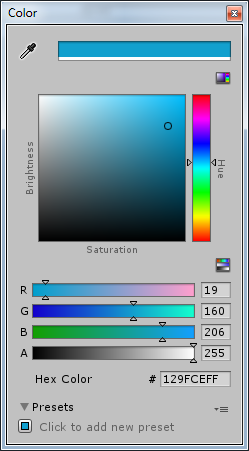 Color
Brightness
Hue
Saturation
R 19
G 160
B 206
A 255
Hex Color # 129FCEFF
Presets
Click to add new preset